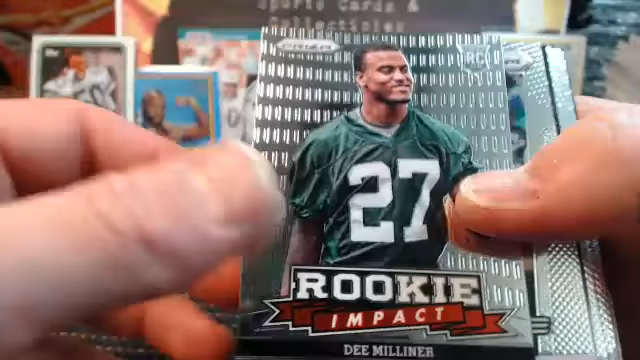 Sports Cards &
Collectibles
PRIZM
RC
27
ROOKIE
IMPACT
DEE MILLINER